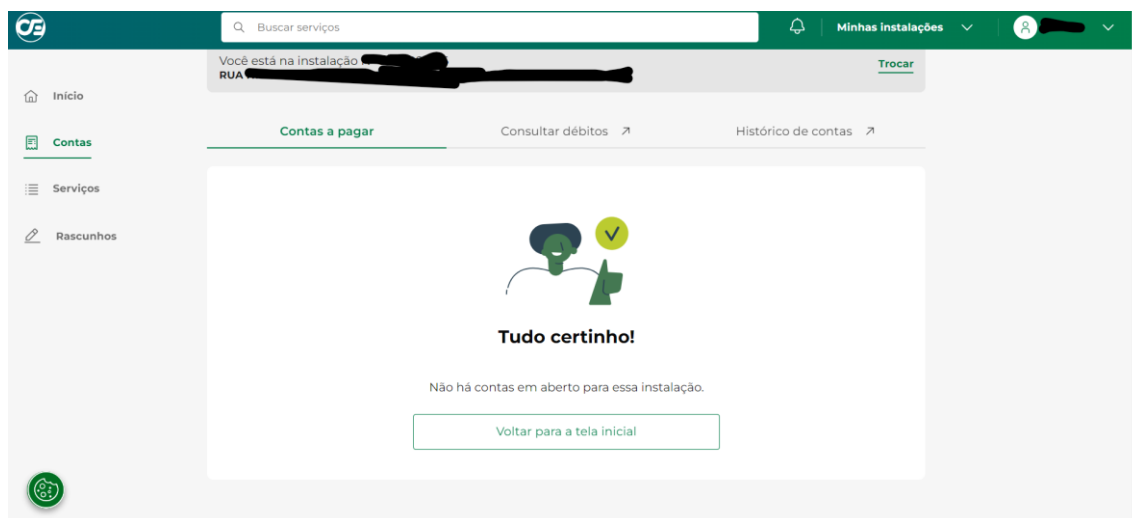 Buscar serviços
Minhas instalações
Você está na instalação
RUA
Trocar
Início
Contas
Serviços
Rascunhos
Contas a pagar
Consultar débitos
Histórico de contas
Tudo certinho!
Não há contas em aberto para essa instalação.
Voltar para a tela inicial